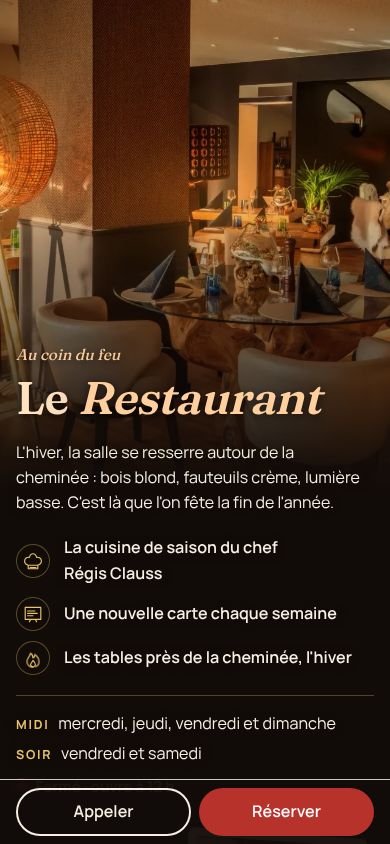 Au coin du feu
Le Restaurant
L'hiver, la salle se resserre autour de la
cheminée : bois blond, fauteuils crème, lumière
basse. C'est là que l'on fête la fin de l'année.
La cuisine de saison du chef
Régis Clauss
Une nouvelle carte chaque semaine
Les tables près de la cheminée, l'hiver
MIDI mercredi, jeudi, vendredi et dimanche
SOIR vendredi et samedi
Appeler
Réserver